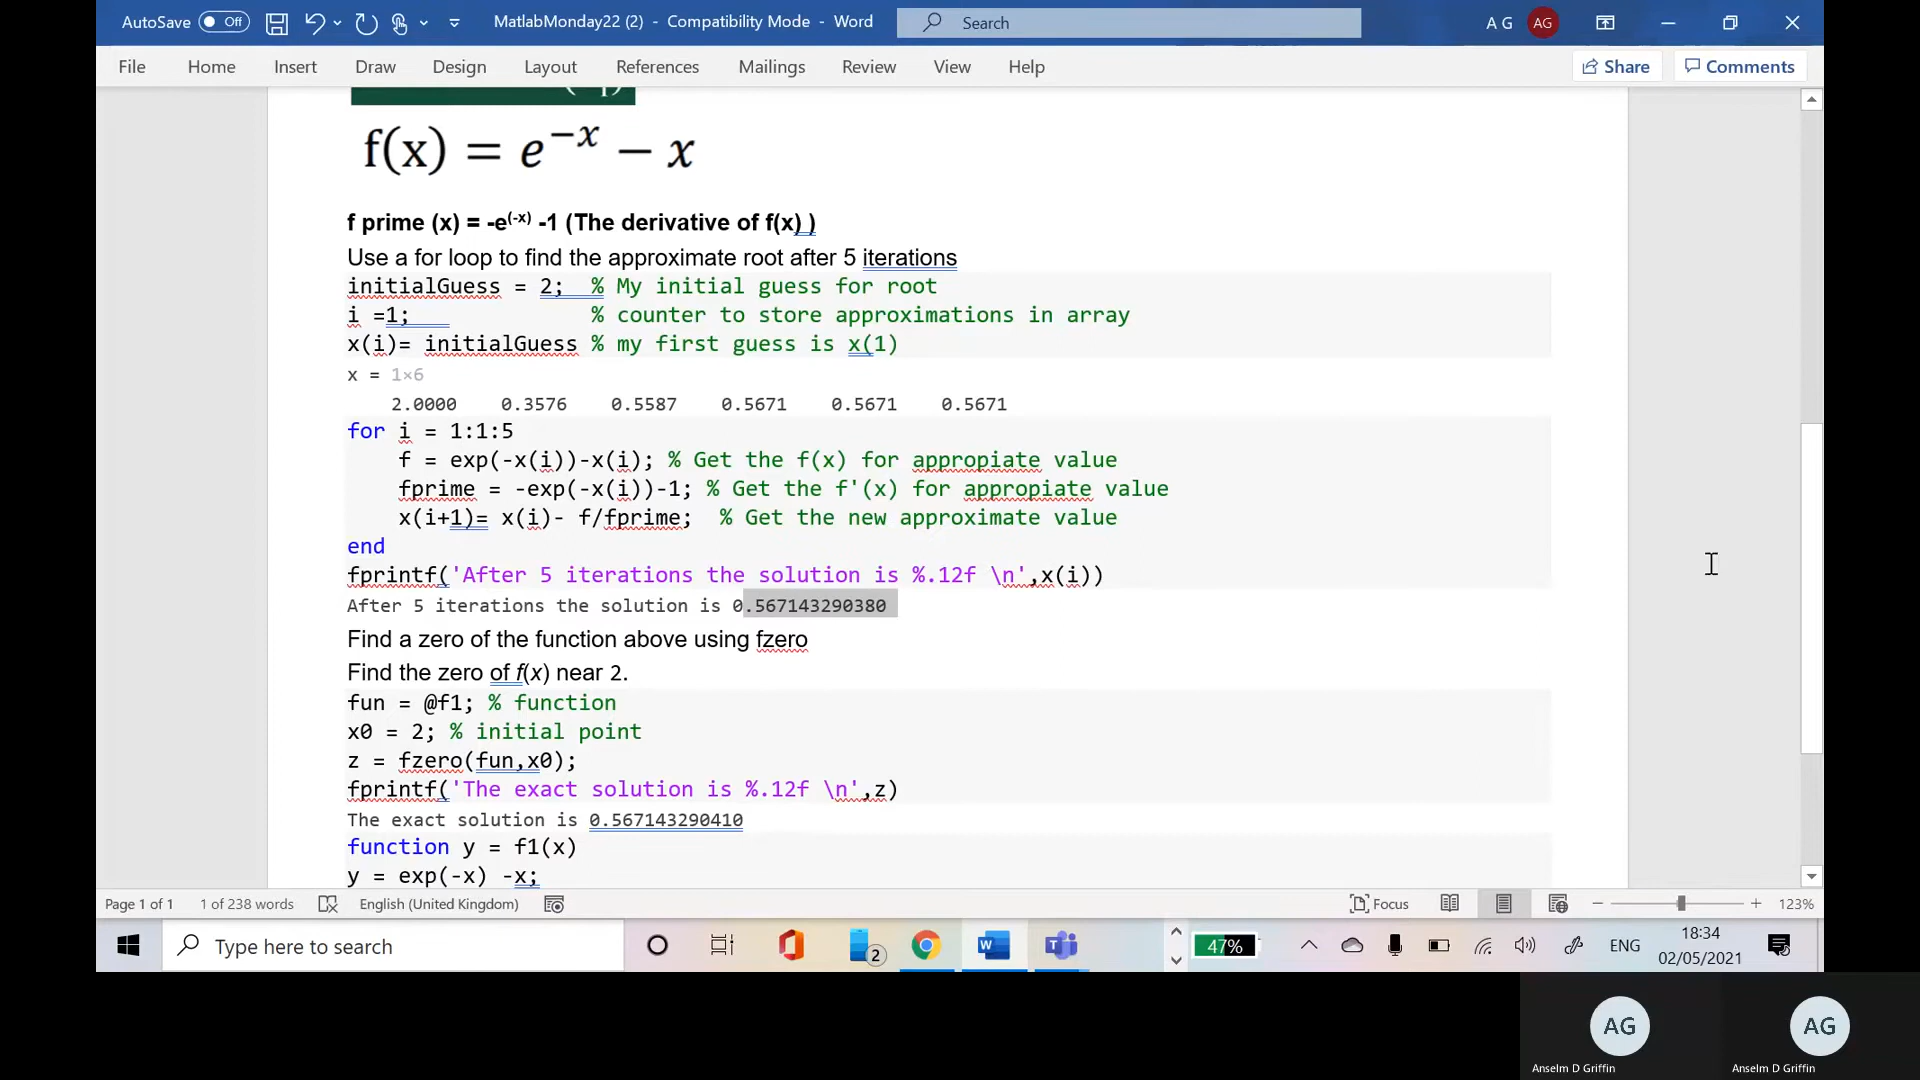 AutoSave Off MatlabMonday22 (2) - Compatibility Mode - Word Search A G AG
File Home Insert Draw Design Layout References Mailings Review View Help Share Comments
f(x) = e^{-x} - x
f prime (x) = -e(-x) -1 (The derivative of f(x) )
Use a for loop to find the approximate root after 5 iterations
initialGuess = 2; % My initial guess for root
i =1; % counter to store approximations in array
x(i)= initialGuess % my first guess is x(1)
x = 1×6
2.0000 0.3576 0.5587 0.5671 0.5671 0.5671
for i = 1:1:5
f = exp(-x(i))-x(i); % Get the f(x) for appropiate value
fprime = -exp(-x(i))-1; % Get the f'(x) for appropiate value
x(i+1)= x(i)- f/fprime; % Get the new approximate value
end
fprintf('After 5 iterations the solution is %.12f \n',x(i))
After 5 iterations the solution is 0.567143290380
Find a zero of the function above using fzero
Find the zero of f(x) near 2.
fun = @f1; % function
x0 = 2; % initial point
z = fzero(fun,x0);
fprintf('The exact solution is %.12f \n',z)
The exact solution is 0.567143290410
function y = f1(x)
y = exp(-x) -x;
Page 1 of 1 1 of 238 words English (United Kingdom) Focus 123%
Type here to search 2 47% ENG 18:34
02/05/2021
AG AG
Anselm D Griffin Anselm D Griffin